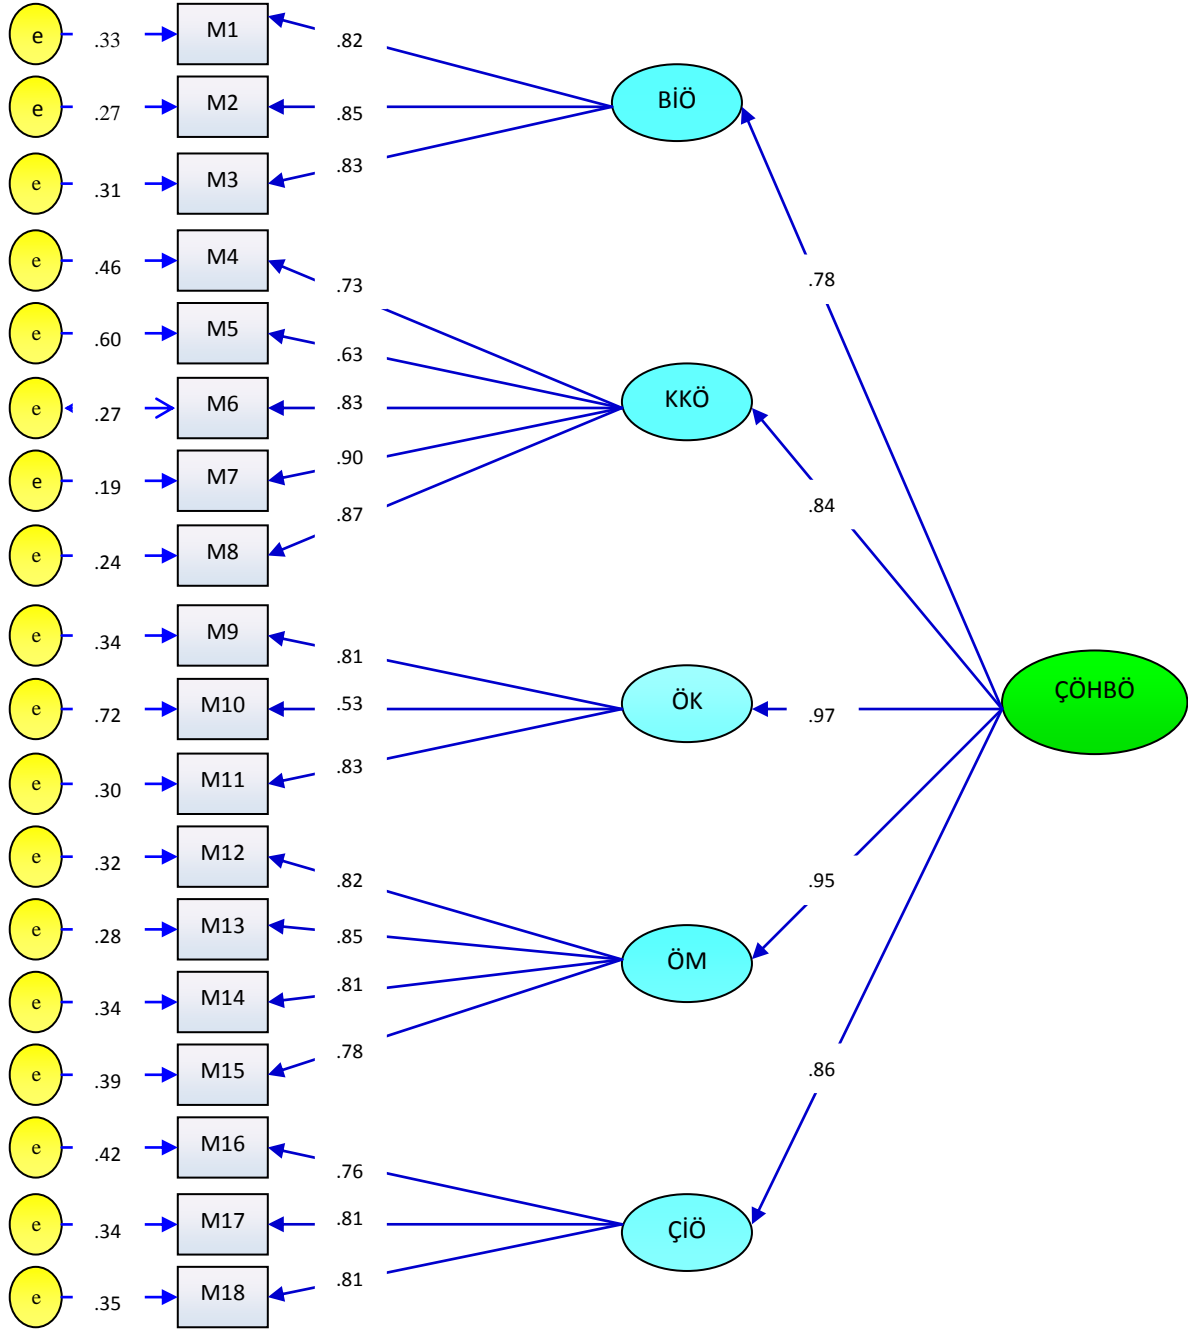 e .33 M1 .82
e .27 M2 .85
BİÖ
e .31 M3 .83
e .46 M4 .73
.78
e .60 M5 .63
e .27 M6 .83
KKÖ
e .19 M7 .90
.84
e .24 M8 .87
e .34 M9 .81
e .72 M10 .53
ÖK
.97
ÇÖHBÖ
e .30 M11 .83
e .32 M12 .82
.95
e .28 M13 .85
ÖM
e .34 M14 .81
e .39 M15 .78
.86
e .42 M16 .76
e .34 M17 .81
ÇİÖ
e .35 M18 .81